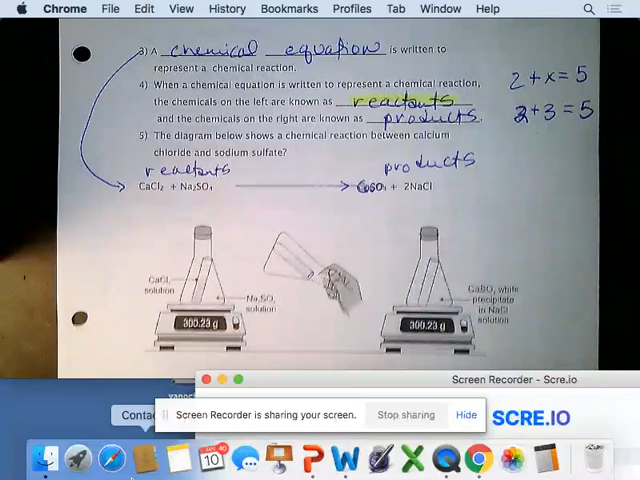 Chrome File Edit View History Bookmarks Profiles Tab Window Help
3) A chemical equation is written to
represent a chemical reaction.
4) When a chemical equation is written to represent a chemical reaction,
the chemicals on the left are known as reactants
and the chemicals on the right are known as products.
5) The diagram below shows a chemical reaction between calcium
chloride and sodium sulfate?
2 + x = 5
2 + 3 = 5
reactants products
CaCl₂ + Na₂SO₄ CaSO₄ + 2NaCl
CaCl₂
solution
Na₂SO₄
solution
300.23 g
300.23 g
CaSO₄ white
precipitate
in NaCl
solution
Screen Recorder - Scre.io
Screen Recorder is sharing your screen.
Stop sharing
Hide
SCRE.IO
Conta
10